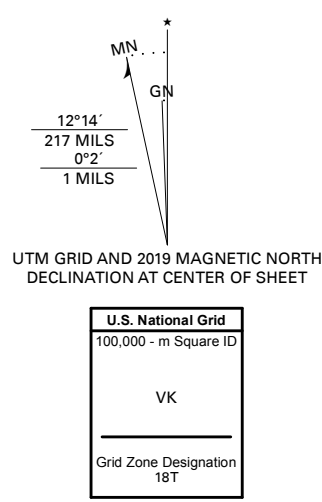 ★
MN
GN
12°14´
217 MILS
0°2´
1 MILS
UTM GRID AND 2019 MAGNETIC NORTH
DECLINATION AT CENTER OF SHEET
U.S. National Grid
100,000 - m Square ID
VK
Grid Zone Designation
18T